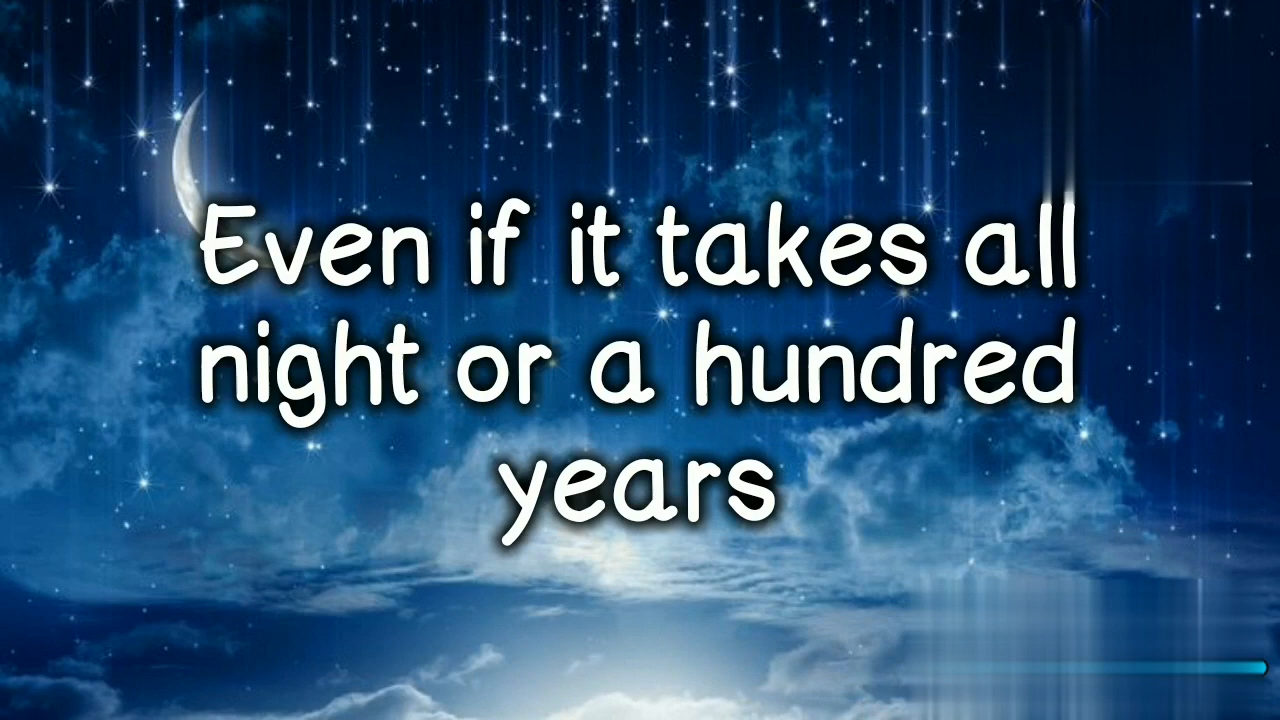 Even if it takes all
night or a hundred
years